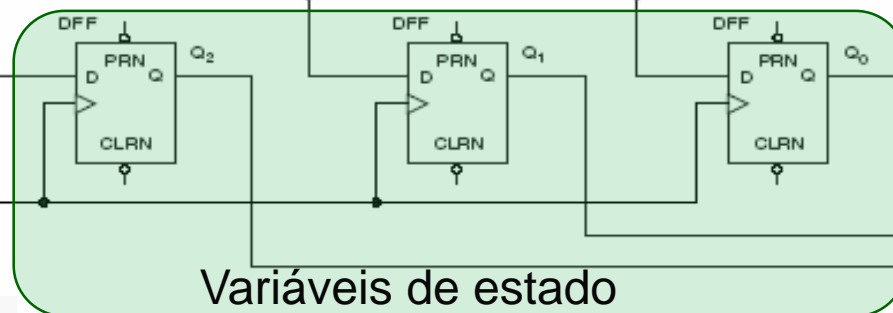 DFF DFF DFF
PRN Q2 PRN Q1 PRN Q0
D Q D Q D Q
CLRN CLRN CLRN
Variáveis de estado